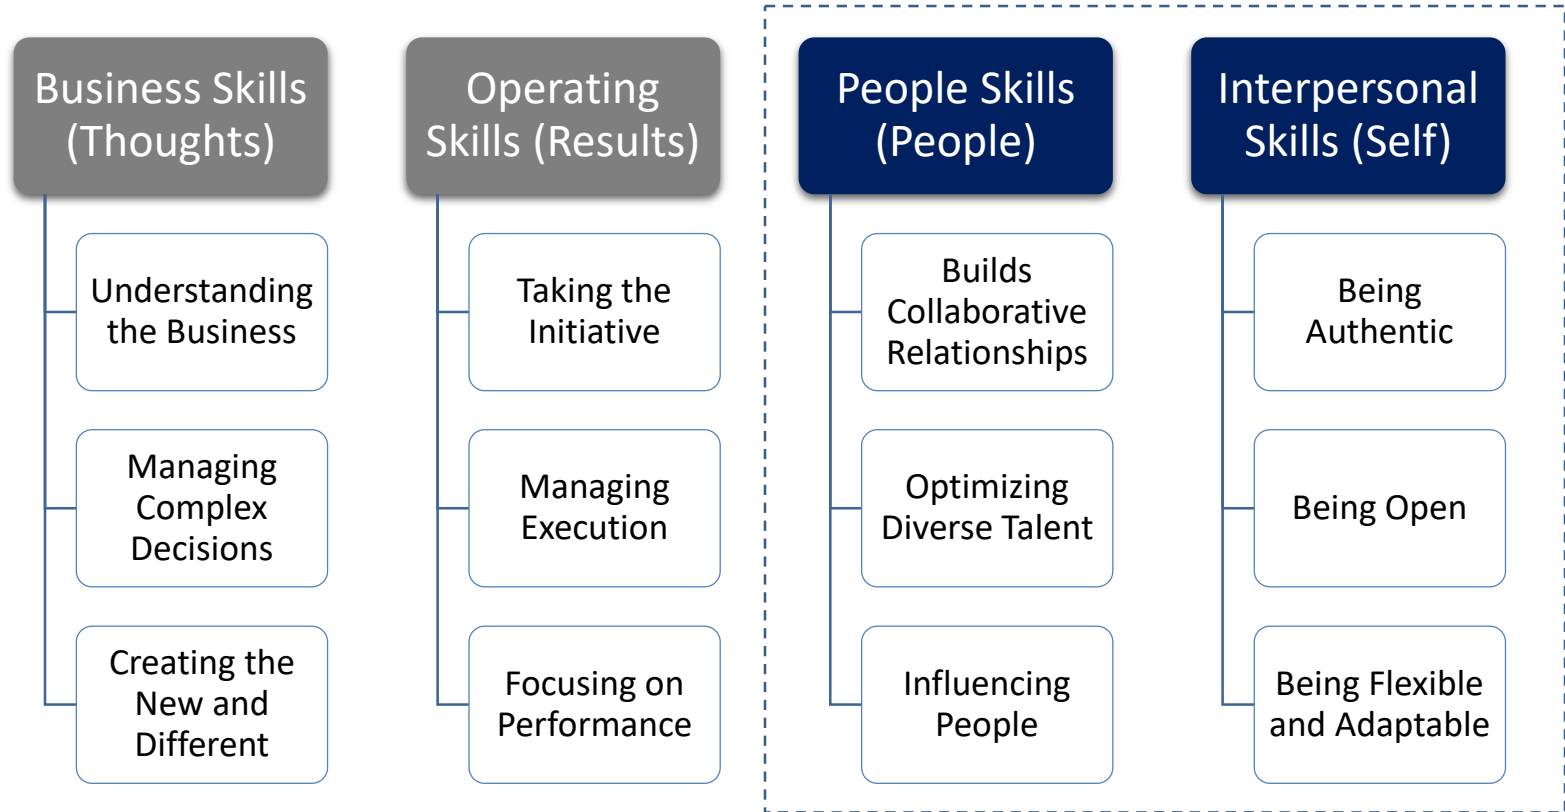 Business Skills
(Thoughts)
Understanding
the Business
Managing
Complex
Decisions
Creating the
New and
Different
Operating
Skills (Results)
Taking the
Initiative
Managing
Execution
Focusing on
Performance
People Skills
(People)
Builds
Collaborative
Relationships
Optimizing
Diverse Talent
Influencing
People
Interpersonal
Skills (Self)
Being
Authentic
Being Open
Being Flexible
and Adaptable